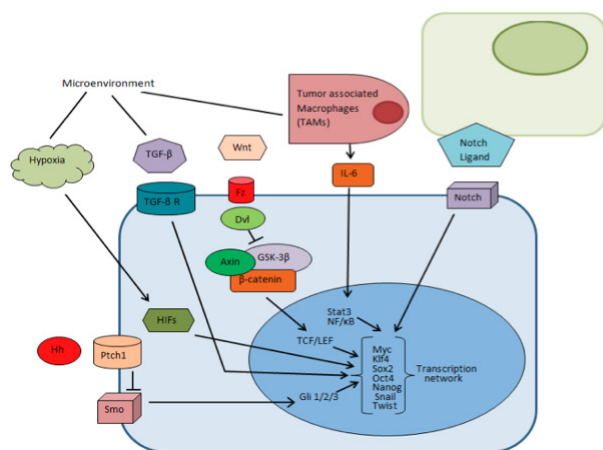 Microenvironment
Tumor associated
Macrophages
(TAMs)
Hypoxia
TGF-β
Wnt
Notch
Ligand
IL-6
TGF-β R
Fz
Notch
Dvl
Axin
GSK-3β
β-catenin
HIFs
Stat3
NF/κB
TCF/LEF
Hh
Ptch1
Myc
Klf4
Sox2
Oct4
Nanog
Snail
Twist
Transcription
network
Smo
Gli 1/2/3